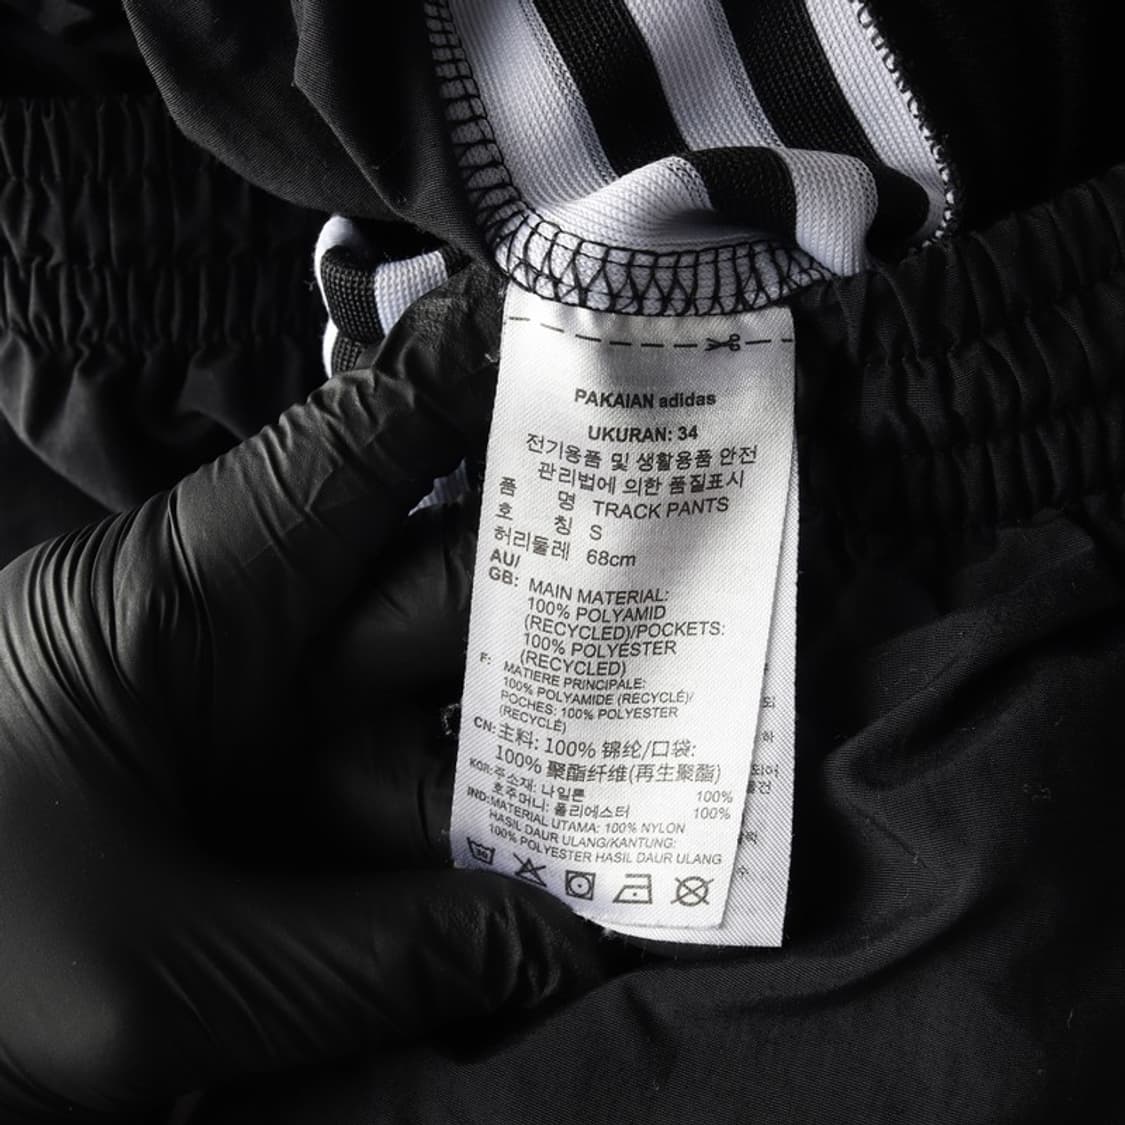 PAKAIAN adidas
UKURAN: 34
전기용품 및 생활용품 안전
관리법에 의한 품질표시
품 명 TRACK PANTS
호 칭 S
허리둘레 68cm
AU/
GB: MAIN MATERIAL:
100% POLYAMID
(RECYCLED)/POCKETS:
100% POLYESTER
(RECYCLED)
F: MATIERE PRINCIPALE:
100% POLYAMIDE (RECYCLÉ)/
POCHES: 100% POLYESTER
(RECYCLÉ)
CN: 主料: 100% 锦纶/口袋:
100% 聚酯纤维(再生聚酯)
KOR: 주소재: 나일론 100%
호주머니: 폴리에스터 100%
IND: MATERIAL UTAMA: 100% NYLON
HASIL DAUR ULANG/KANTUNG:
100% POLYESTER HASIL DAUR ULANG
30